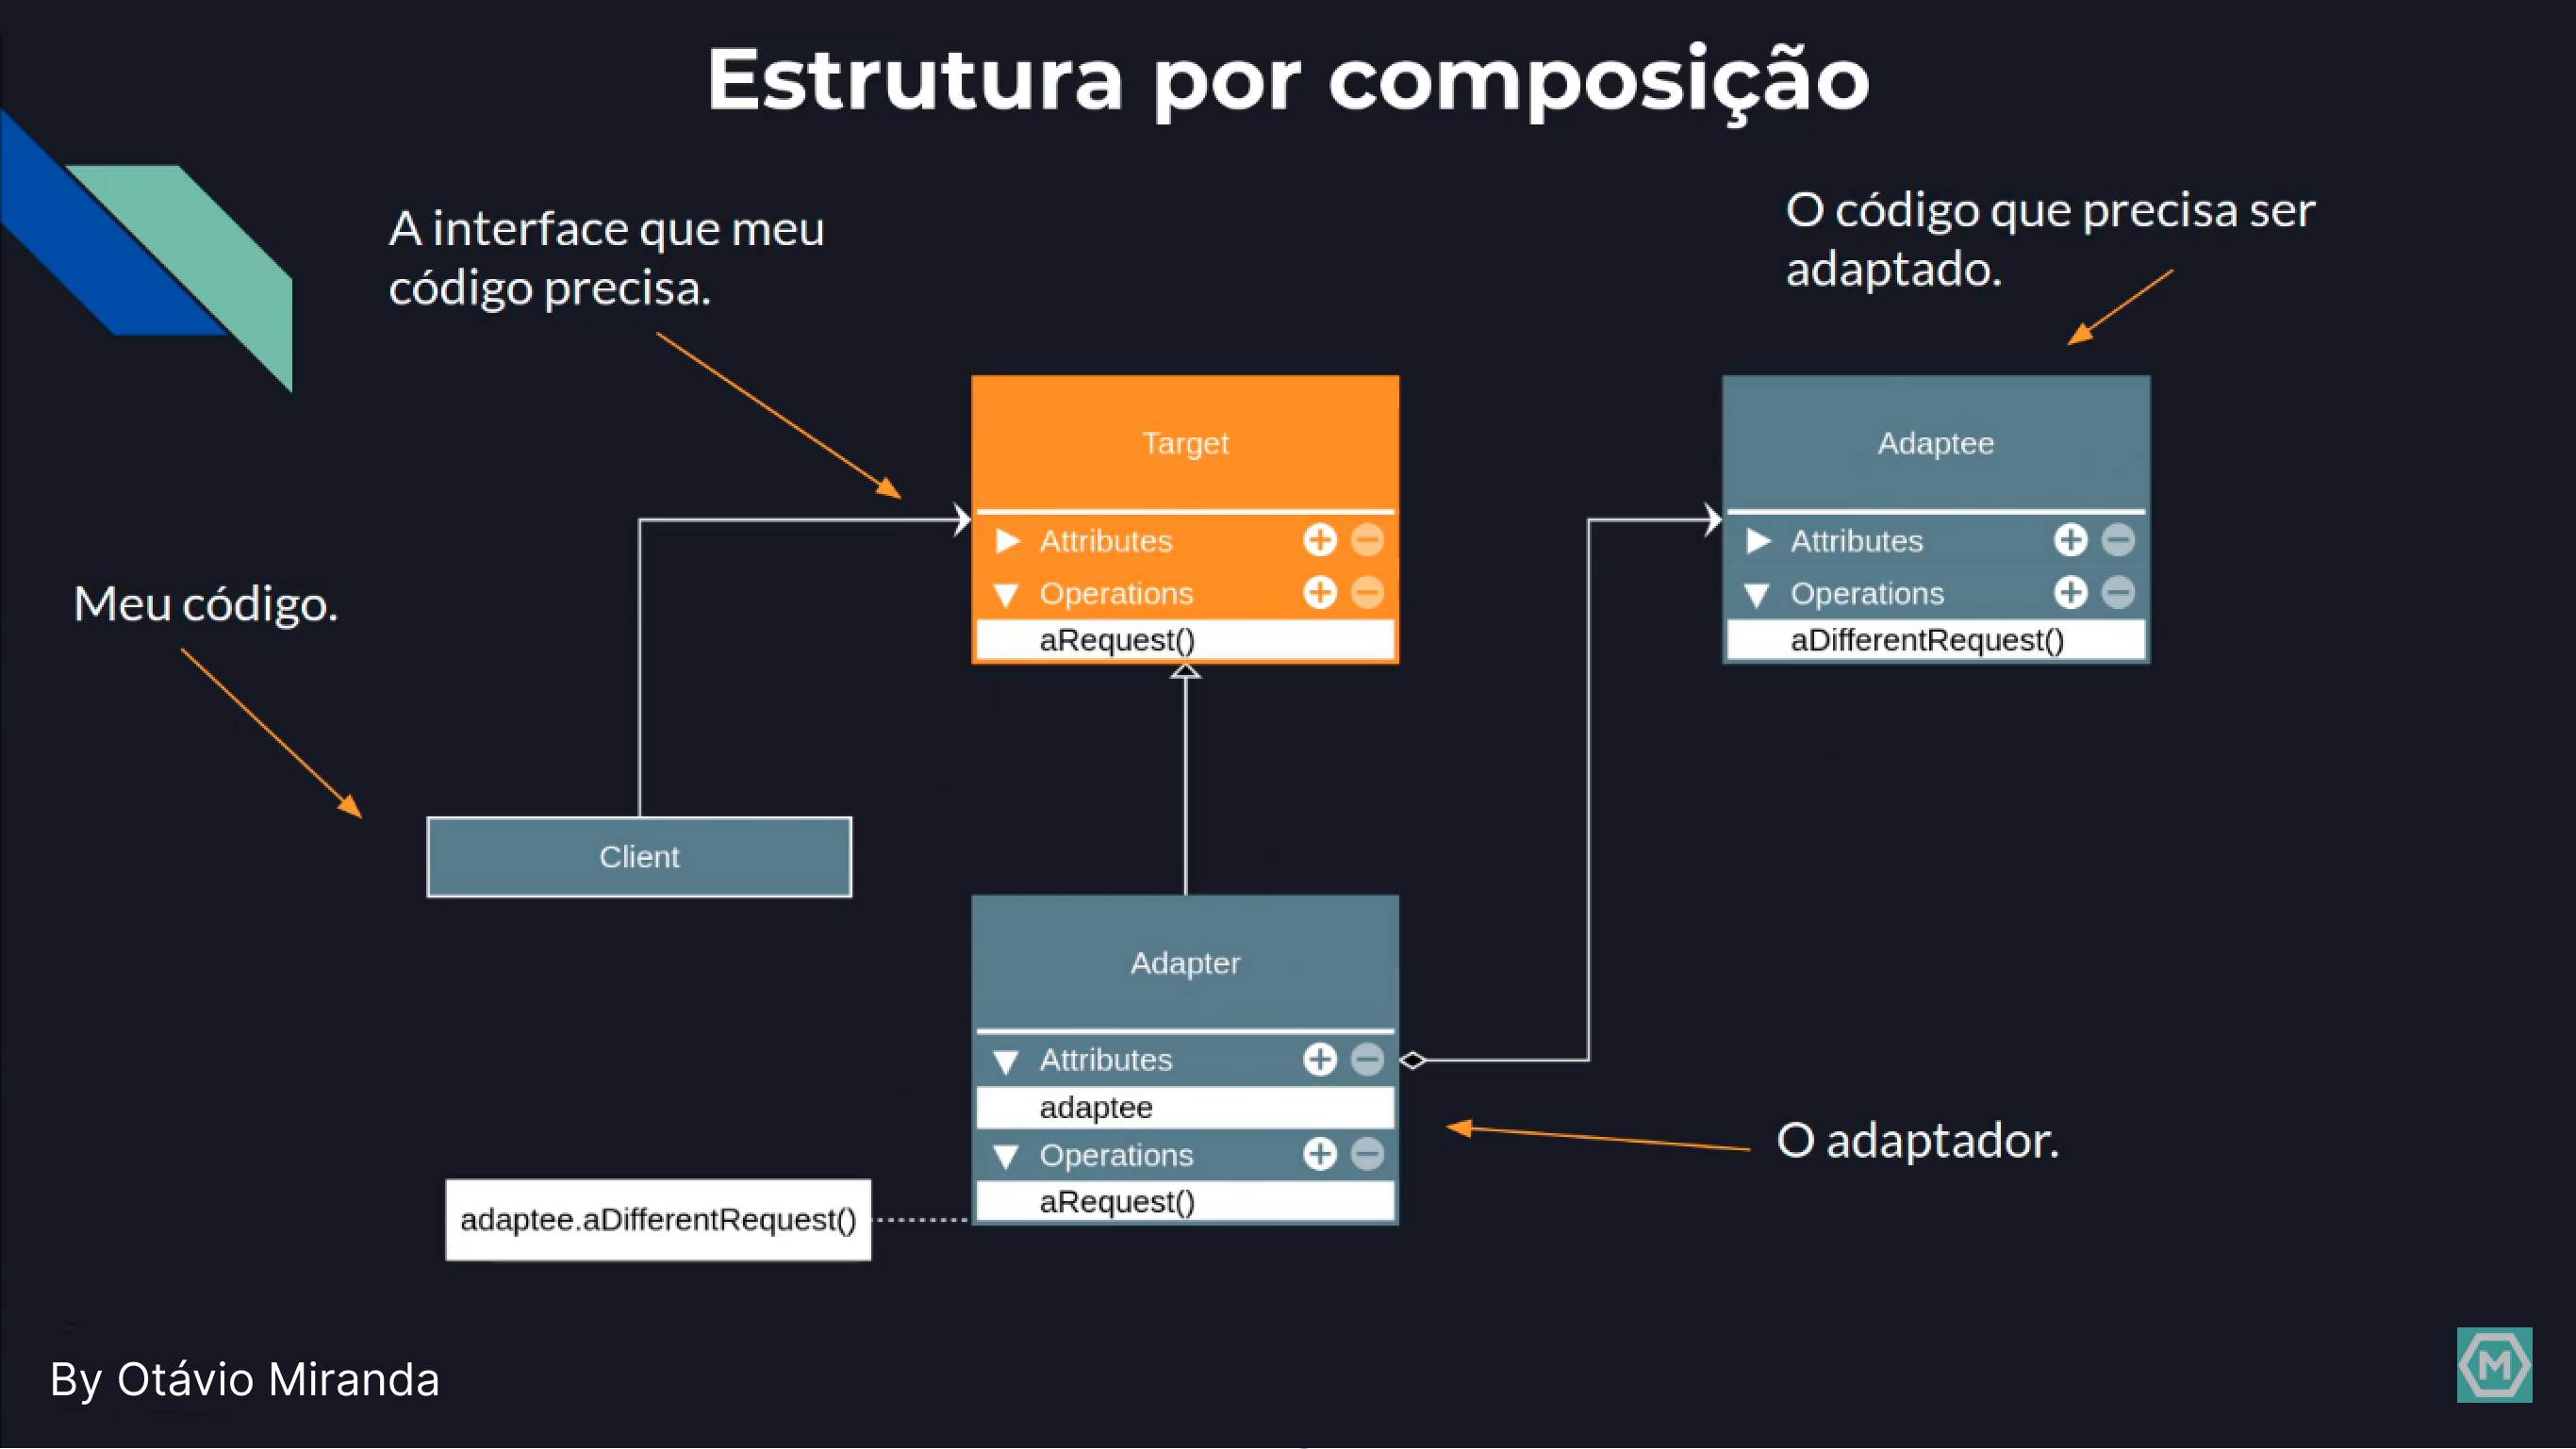 Estrutura por composição
A interface que meu
código precisa.
O código que precisa ser
adaptado.
Target
Attributes
Operations
aRequest()
Adaptee
Attributes
Operations
aDifferentRequest()
Meu código.
Client
Adapter
Attributes
adaptee
Operations
aRequest()
O adaptador.
adaptee.aDifferentRequest()
By Otávio Miranda
M